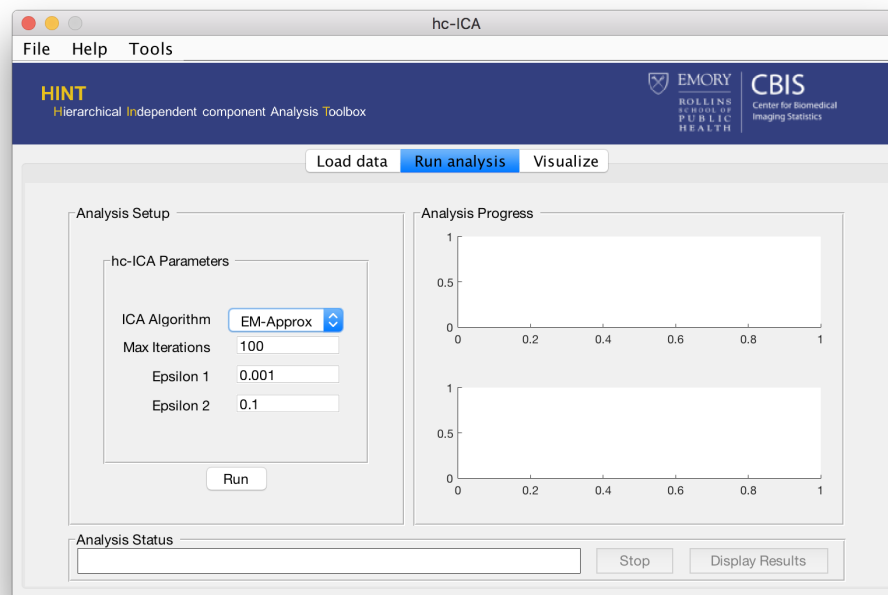 hc-ICA
File Help Tools
HINT
Hierarchical Independent component Analysis Toolbox
EMORY
ROLLINS
SCHOOL OF
PUBLIC
HEALTH
CBIS
Center for Biomedical
Imaging Statistics
Load data Run analysis Visualize
Analysis Setup
hc-ICA Parameters
ICA Algorithm EM-Approx
Max Iterations 100
Epsilon 1 0.001
Epsilon 2 0.1
Run
Analysis Progress
1
0.5
0
0 0.2 0.4 0.6 0.8 1
1
0.5
0
0 0.2 0.4 0.6 0.8 1
Analysis Status
Stop Display Results